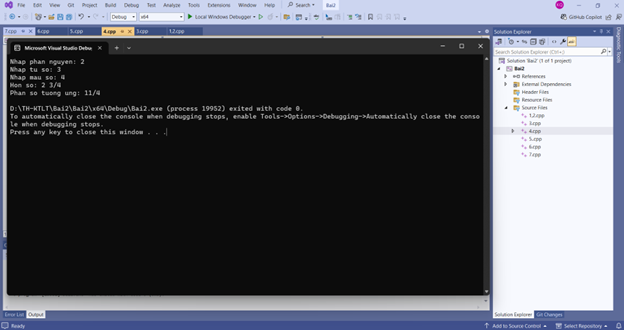 File Edit View Git Project Build Debug Test Analyze Tools Extensions Window Help Search Bai2
Debug x64 Local Windows Debugger GitHub Copilot
6.cpp 5.cpp 4.cpp 3.cpp 1.2.cpp
Microsoft Visual Studio Debu
Nhap phan nguyen: 2
Nhap tu so: 3
Nhap mau so: 4
Hon so: 2 3/4
Phan so tuong ung: 11/4
D:\TH-KTLT\Bai2\Bai2\x64\Debug\Bai2.exe (process 19952) exited with code 0.
To automatically close the console when debugging stops, enable Tools->Options->Debugging->Automatically close the conso
le when debugging stops.
Press any key to close this window . . .
Solution Explorer
Search Solution Explorer (Ctrl+;)
Solution 'Bai2' (1 of 1 project)
Bai2
References
External Dependencies
Header Files
Resource Files
Source Files
1.2.cpp
3.cpp
4.cpp
5.cpp
6.cpp
7.cpp
Diagnostic Tools
Error List Output
Solution Explorer Git Changes
Ready Add to Source Control Select Repository